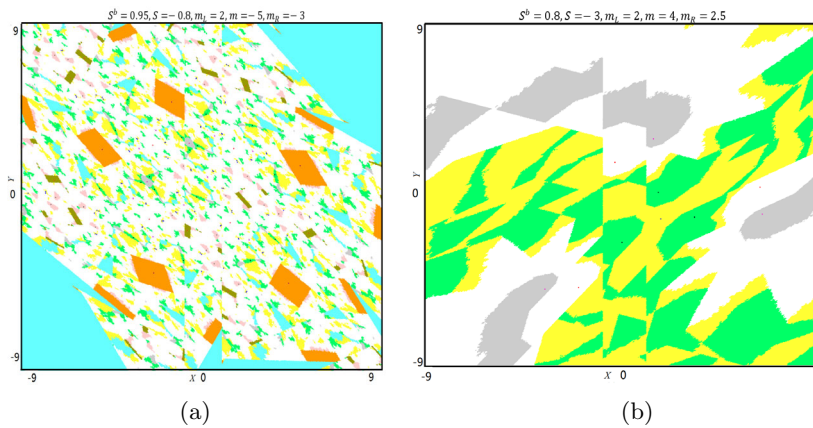 S^b = 0.95, S = − 0.8, m_L = 2, m = −5, m_R = −3
9
Y
0
-9
-9
X
0
9
(a)
S^b = 0.8, S = − 3, m_L = 2, m = 4, m_R = 2.5
9
Y
0
-9
-9
X
0
9
(b)